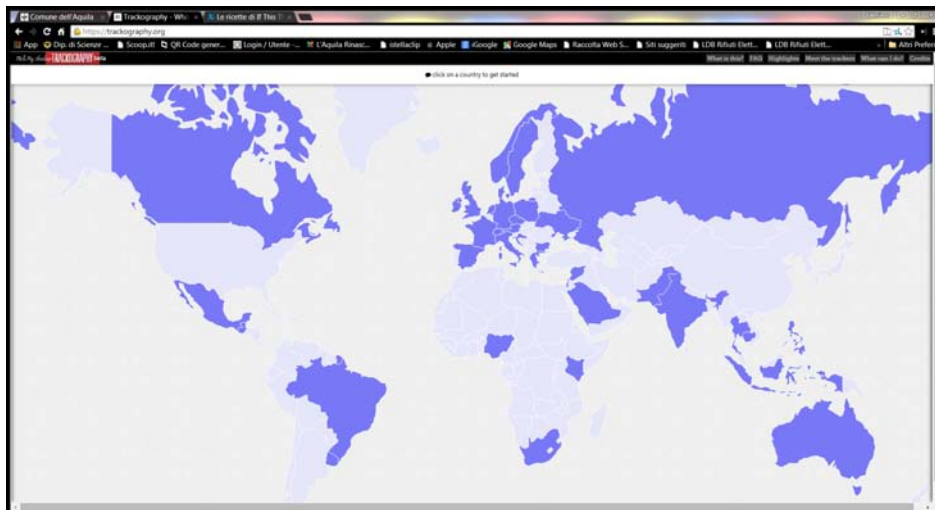 Comune dell'Aquila
Trackography - Who
Le ricette di If This T
https://trackography.org
App Dip. di Scienze ... Scoop.it! QR Code gener... Login / Utente -... L'Aquila Rinasc... istellaclip Apple iGoogle Google Maps Raccolta Web S... Siti suggeriti LDB Rifiuti Elett... LDB Rifiuti Elett... » Altri Prefer
TRACKOGRAPHY beta
What is this? FAQ Highlights Meet the trackers What can I do? Credits
click on a country to get started